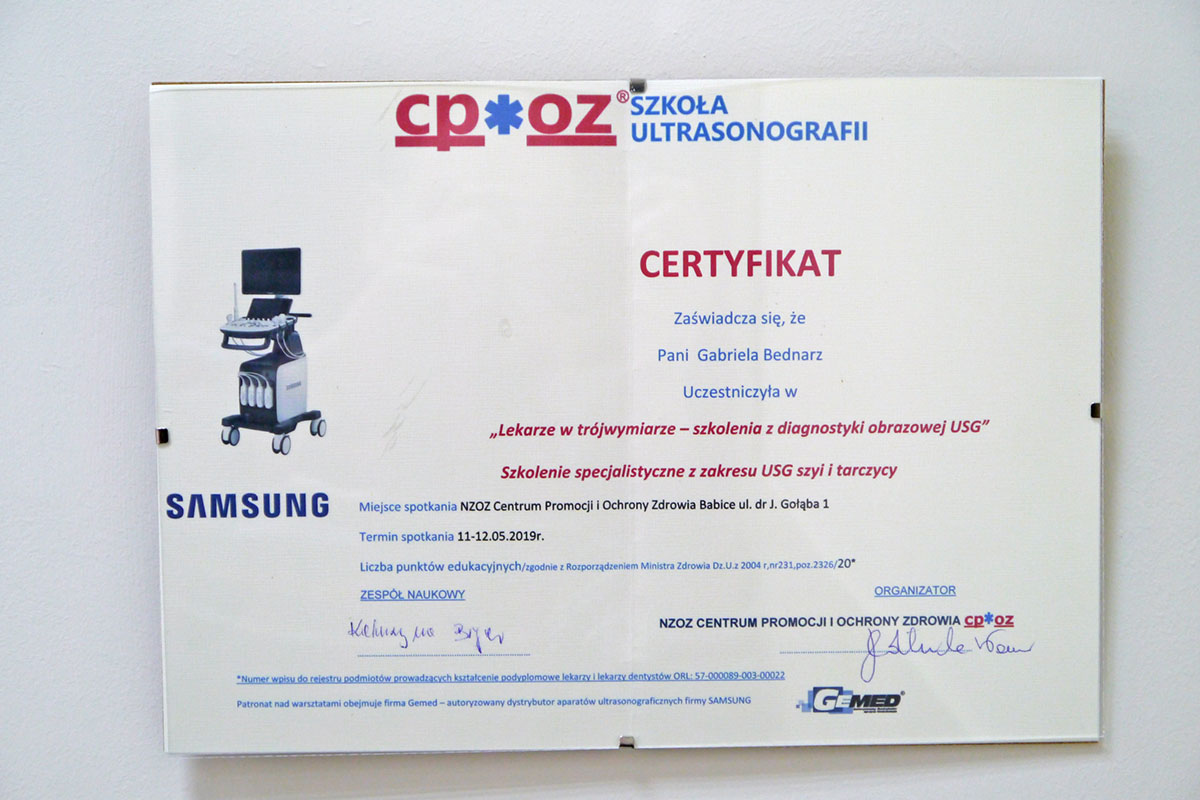 cp*oz® SZKOŁA
ULTRASONOGRAFII
CERTYFIKAT
Zaświadcza się, że
Pani Gabriela Bednarz
Uczestniczyła w
„Lekarze w trójwymiarze – szkolenia z diagnostyki obrazowej USG”
Szkolenie specjalistyczne z zakresu USG szyi i tarczycy
SAMSUNG
Miejsce spotkania NZOZ Centrum Promocji i Ochrony Zdrowia Babice ul. dr J. Gołąba 1
Termin spotkania 11-12.05.2019r.
Liczba punktów edukacyjnych/zgodnie z Rozporządzeniem Ministra Zdrowia Dz.U.z 2004 r,nr231,poz.2326/20*
ZESPÓŁ NAUKOWY
ORGANIZATOR
NZOZ CENTRUM PROMOCJI I OCHRONY ZDROWIA cp*oz
*Numer wpisu do rejestru podmiotów prowadzących kształcenie podyplomowe lekarzy i lekarzy dentystów ORL: 57-000089-003-00022
Patronat nad warsztatami obejmuje firma Gemed – autoryzowany dystrybutor aparatów ultrasonograficznych firmy SAMSUNG
GEMED®